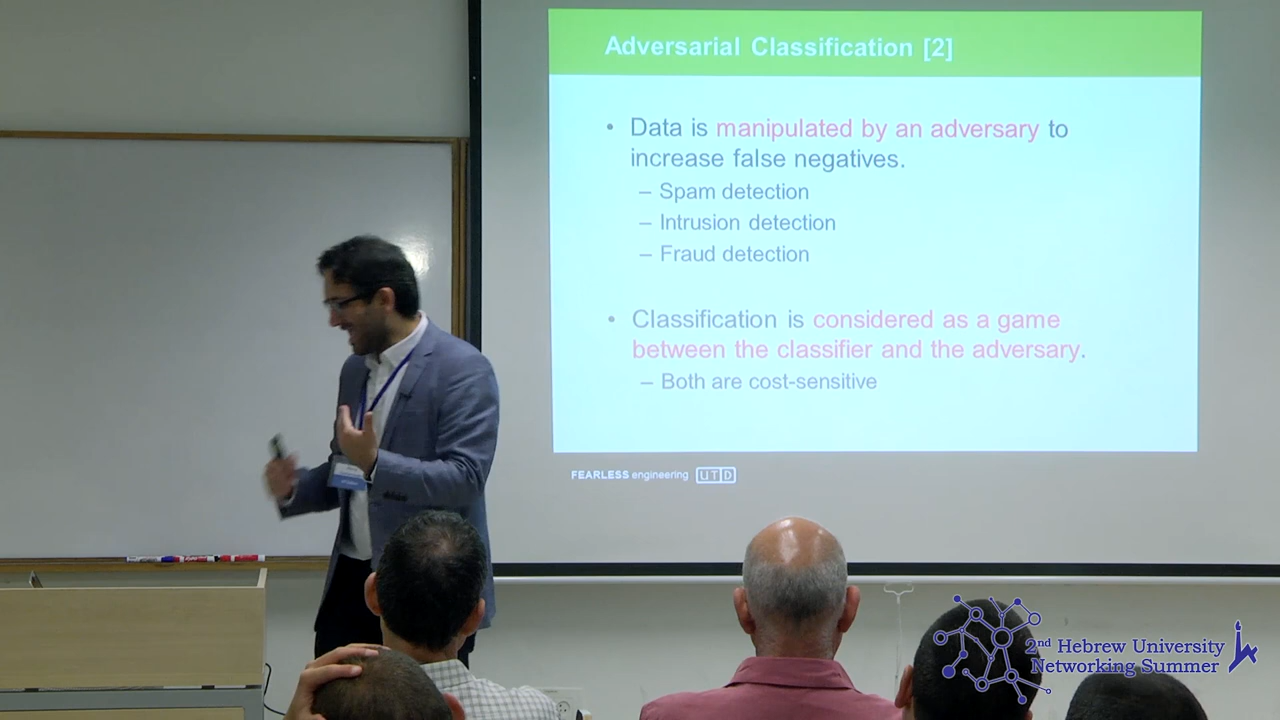 Adversarial Classification [2]
• Data is manipulated by an adversary to
increase false negatives.
– Spam detection
– Intrusion detection
– Fraud detection
• Classification is considered as a game
between the classifier and the adversary.
– Both are cost-sensitive
FEARLESS engineering UTD
2nd Hebrew University
Networking Summer